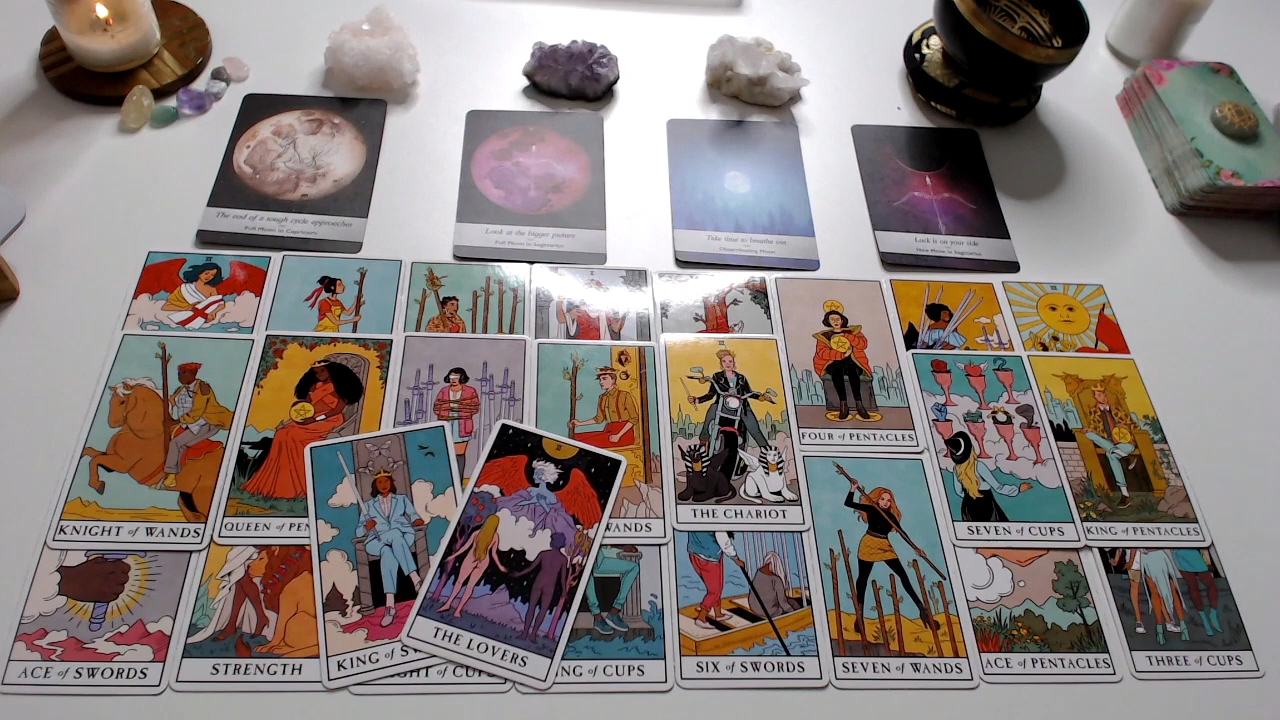 The end of a tough cycle approaches
Full Moon in Capricorn
Look at the bigger picture
Full Moon in Sagittarius
Take time to breathe out
Disseminating Moon
Luck is on your side
New Moon in Sagittarius
FOUR of PENTACLES
KNIGHT of WANDS
QUEEN of PEN
WANDS
THE CHARIOT
SEVEN of CUPS
KING of PENTACLES
ACE of SWORDS
STRENGTH
KING of SW
THE LOVERS
GHT of CUPS
NG of CUPS
SIX of SWORDS
SEVEN of WANDS
ACE of PENTACLES
THREE of CUPS